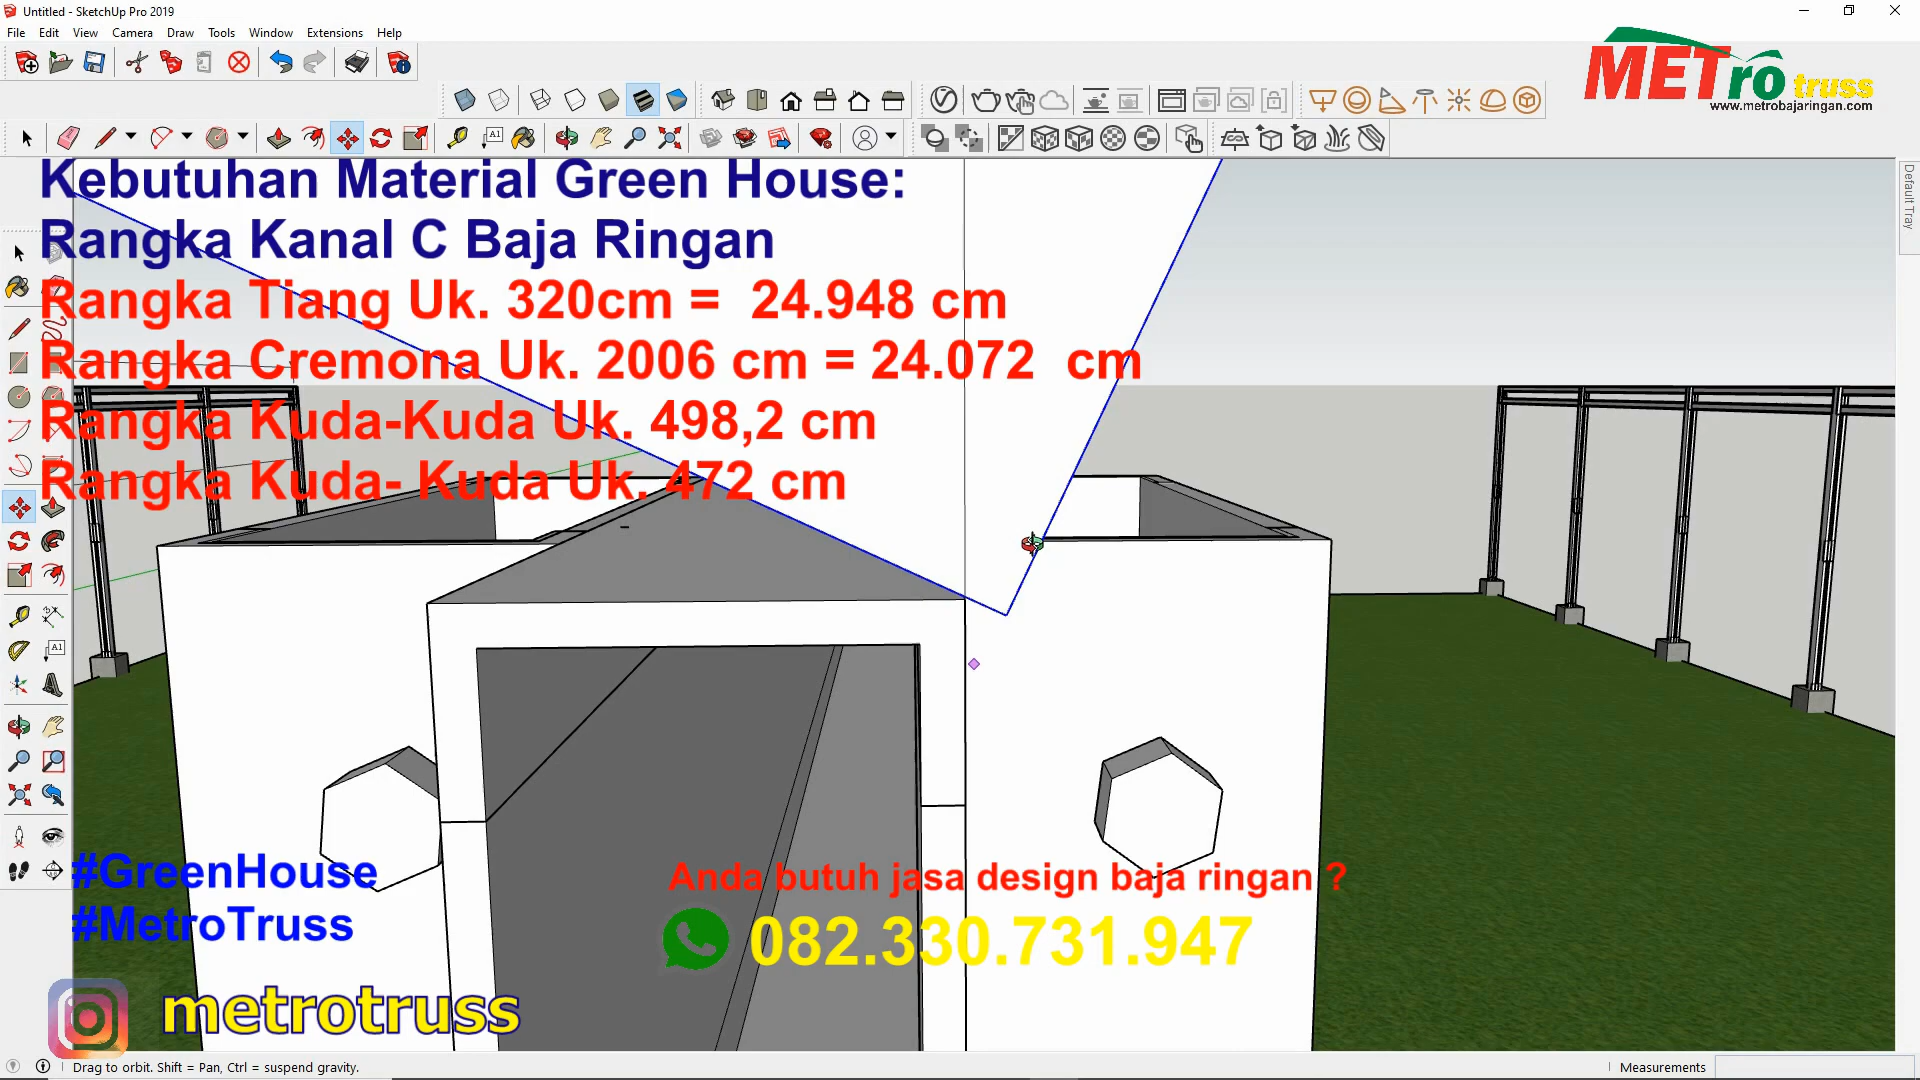 Untitled - SketchUp Pro 2019
File Edit View Camera Draw Tools Window Extensions Help
METro truss
www.metrobajaringan.com
A1
Default Tray
Kebutuhan Material Green House:
Rangka Kanal C Baja Ringan
Rangka Tiang Uk. 320cm = 24.948 cm
Rangka Cremona Uk. 2006 cm = 24.072 cm
Rangka Kuda-Kuda Uk. 498,2 cm
Rangka Kuda- Kuda Uk. 472 cm
A1
#GreenHouse
#MetroTruss
Anda butuh jasa design baja ringan ?
082.330.731.947
metrotruss
Drag to orbit. Shift = Pan, Ctrl = suspend gravity.
Measurements